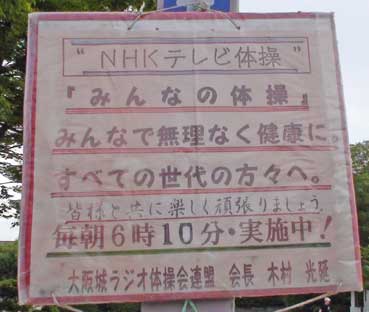 "NHKテレビ体操"
『みんなの体操』
みんなで無理なく健康に。
すべての世代の方々へ。
皆様と共に楽しく頑張りましょう。
毎朝6時10分・実施中!
大阪城ラジオ体操会連盟 会長 木村 光延